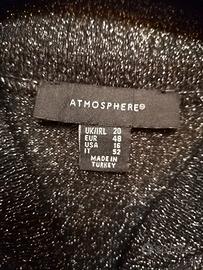 ATMOSPHERE®
UK/IRL 20
EUR 48
USA 16
IT 52
MADE IN
TURKEY